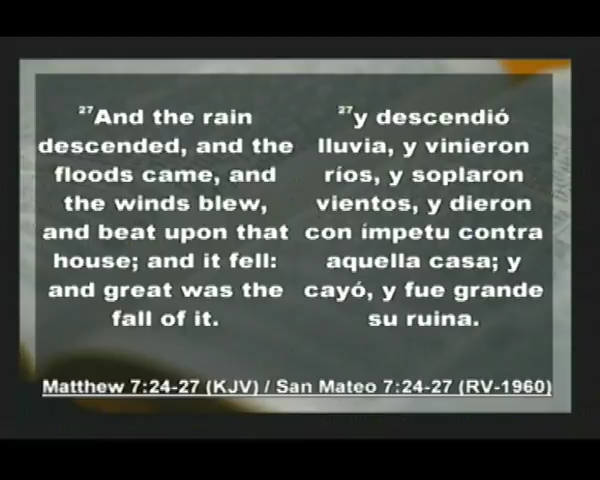 ²⁷And the rain
descended, and the
floods came, and
the winds blew,
and beat upon that
house; and it fell:
and great was the
fall of it.
²⁷y descendió
lluvia, y vinieron
ríos, y soplaron
vientos, y dieron
con ímpetu contra
aquella casa; y
cayó, y fue grande
su ruina.
Matthew 7:24-27 (KJV) / San Mateo 7:24-27 (RV-1960)